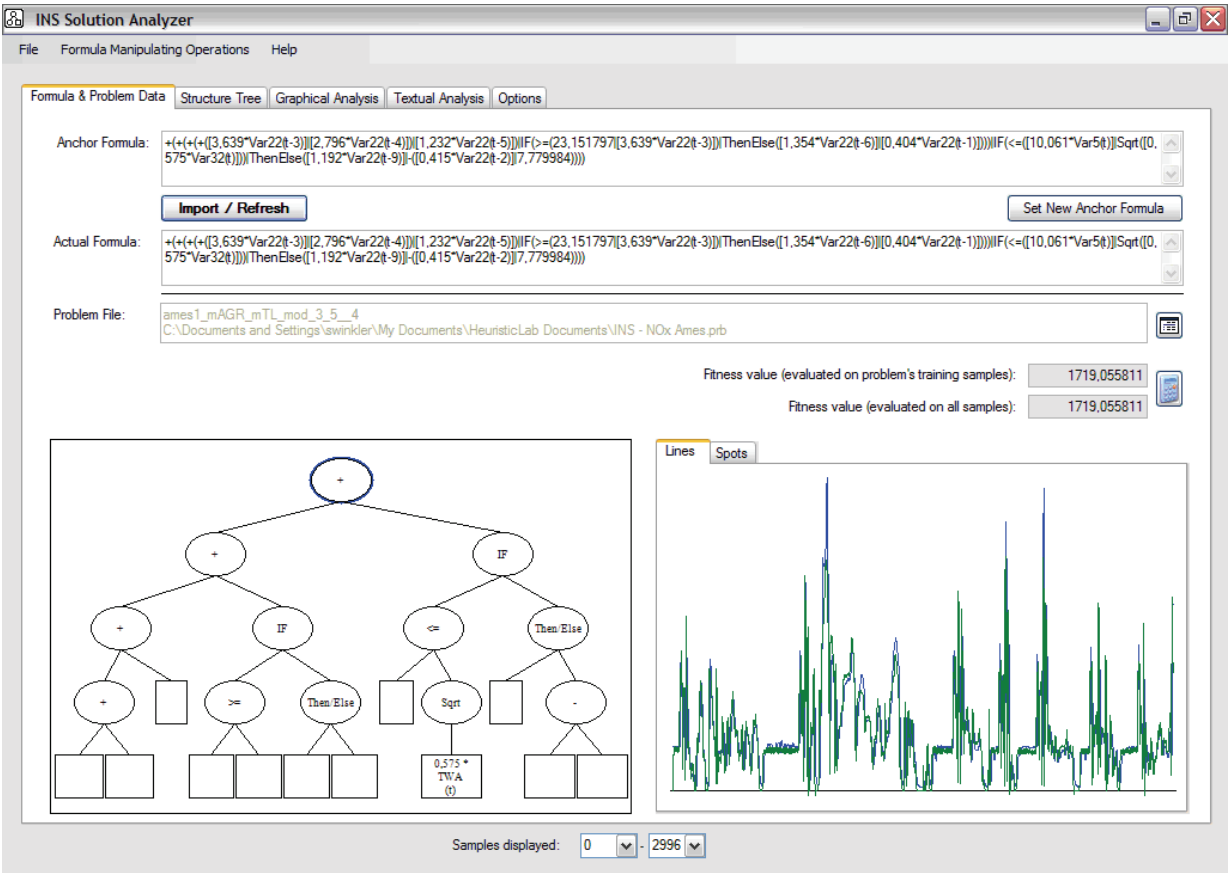 INS Solution Analyzer
File Formula Manipulating Operations Help
Formula & Problem Data Structure Tree Graphical Analysis Textual Analysis Options
Anchor Formula:
+(+(+(+([3,639*Var22(t-3)]|[2,796*Var22(t-4)])|[1,232*Var22(t-5)])|IF(>=(23,151797|[3,639*Var22(t-3)])|ThenElse([1,354*Var22(t-6)]|[0,404*Var22(t-1)])))|IF(<=([10,061*Var5(t)]|Sqrt([0,
575*Var32(t)]))|ThenElse([1,192*Var22(t-9)]|-([0,415*Var22(t-2)]|7,779984))))
Import / Refresh Set New Anchor Formula
Actual Formula:
+(+(+(+([3,639*Var22(t-3)]|[2,796*Var22(t-4)])|[1,232*Var22(t-5)])|IF(>=(23,151797|[3,639*Var22(t-3)])|ThenElse([1,354*Var22(t-6)]|[0,404*Var22(t-1)])))|IF(<=([10,061*Var5(t)]|Sqrt([0,
575*Var32(t)]))|ThenElse([1,192*Var22(t-9)]|-([0,415*Var22(t-2)]|7,779984))))
Problem File:
ames1_mAGR_mTL_mod_3_5__4
C:\Documents and Settings\swinkler\My Documents\HeuristicLab Documents\INS - NOx Ames.prb
Fitness value (evaluated on problem's training samples): 1719,055811
Fitness value (evaluated on all samples): 1719,055811
Lines Spots
+
+ IF
+ IF <= Then/Else
+ >= Then/Else Sqrt -
0,575 *
TWA
(t)
Samples displayed: 0 - 2996